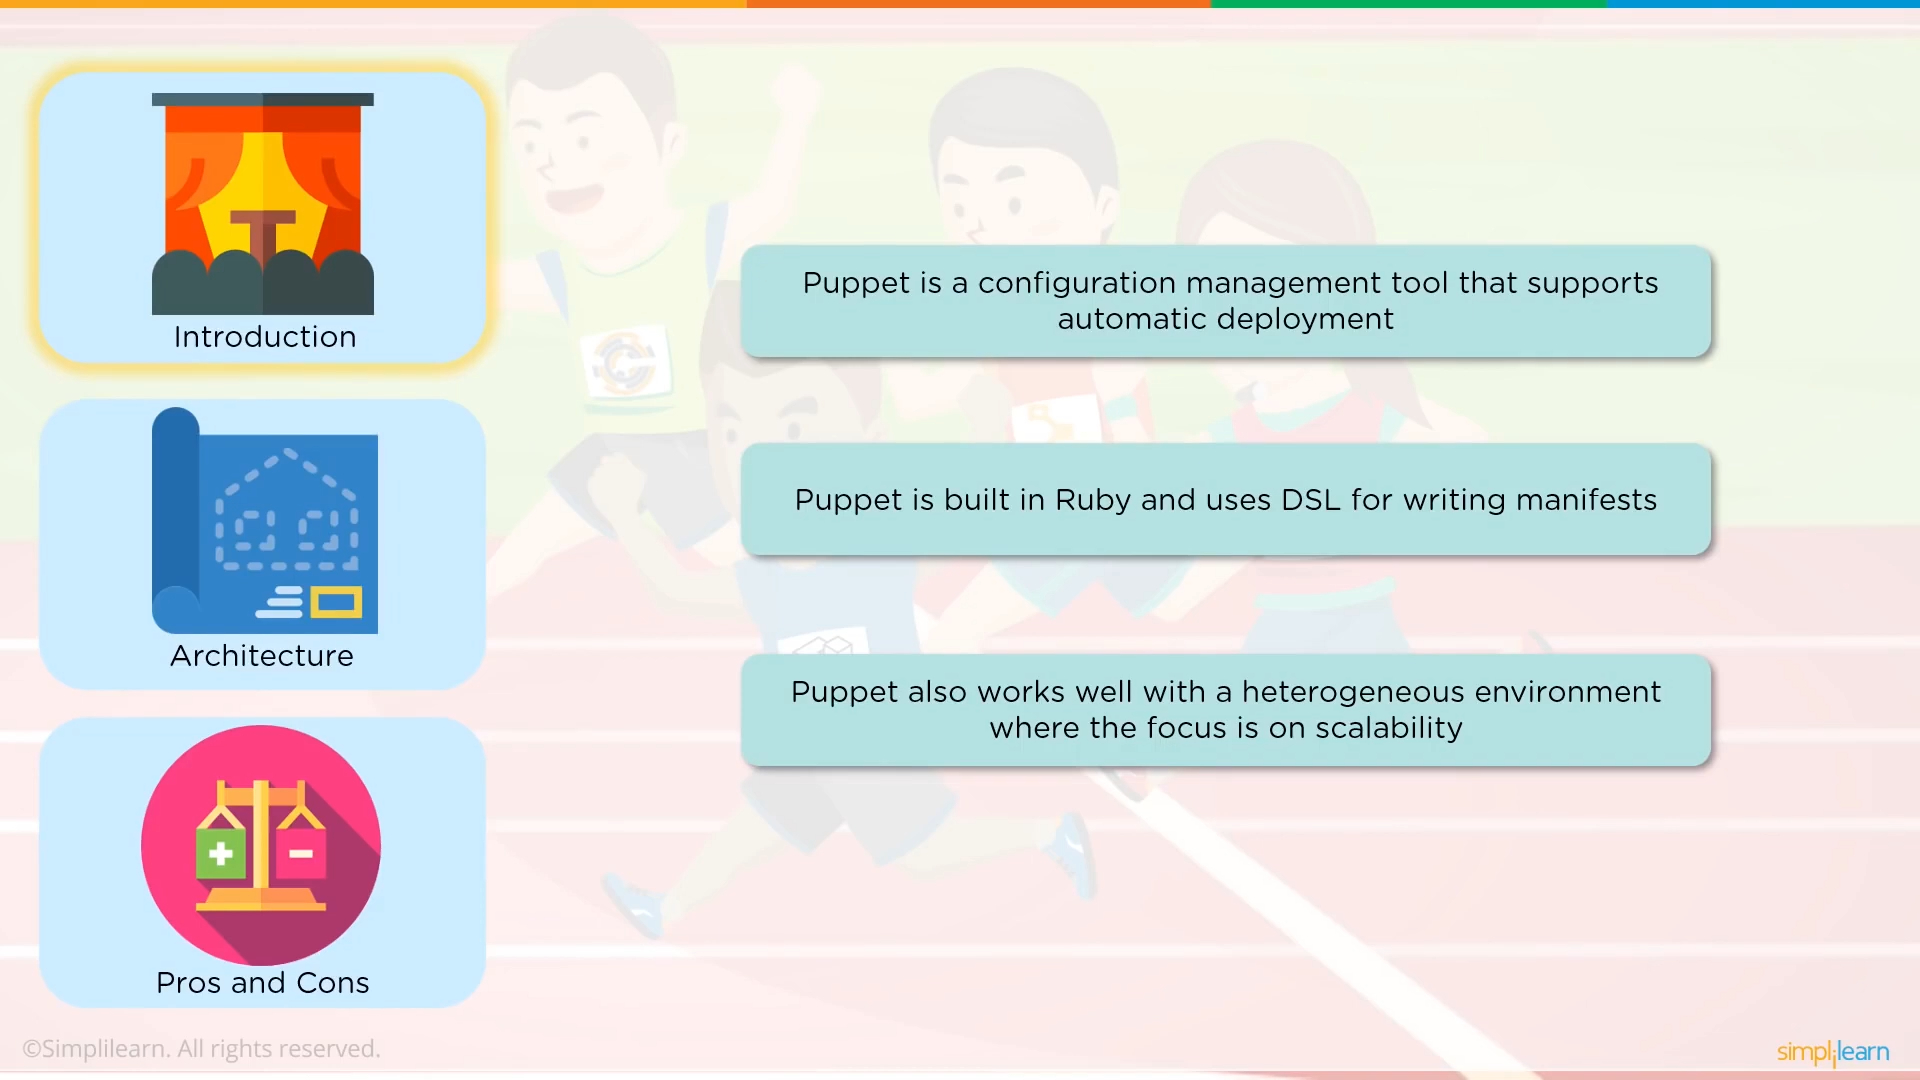 Introduction
Architecture
Pros and Cons
Puppet is a configuration management tool that supports
automatic deployment
Puppet is built in Ruby and uses DSL for writing manifests
Puppet also works well with a heterogeneous environment
where the focus is on scalability
©Simplilearn. All rights reserved.
simplilearn